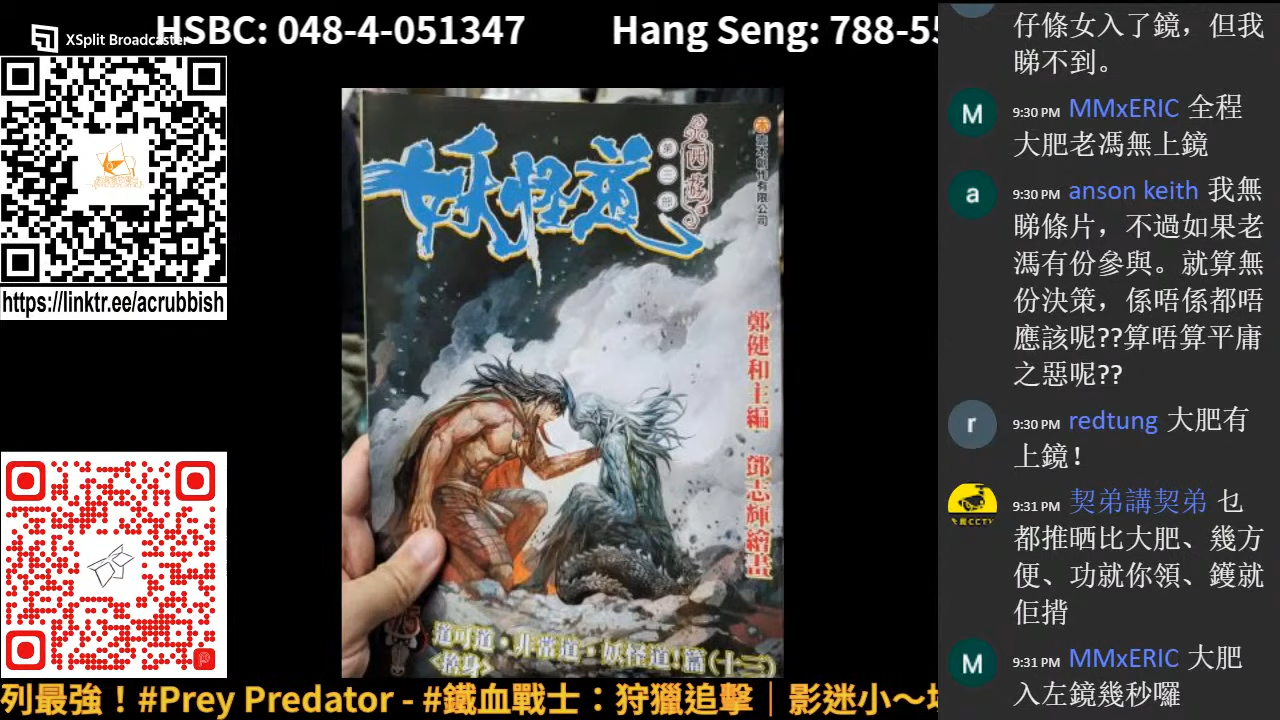 HSBC: 048-4-051347
Hang Seng: 788-55
XSplit Broadcaster
https://linktr.ee/acrubbish
妖怪道
第三部
西遊
鄭健和主編
鄧志輝繪畫
道可道・非常道・妖怪道!篇(十三)
<捨身>
列最強！#Prey Predator - #鐵血戰士：狩獵追擊｜影迷小～
仔條女入了鏡，但我
睇不到。
M 9:30 PM MMxERIC 全程
大肥老馮無上鏡
a 9:30 PM anson keith 我無
睇條片，不過如果老
馮有份參與。就算無
份決策，係唔係都唔
應該呢??算唔算平庸
之惡呢??
r 9:30 PM redtung 大肥有
上鏡！
9:31 PM 契弟講契弟 乜
都推晒比大肥、幾方
便、功就你領、鑊就
佢揹
M 9:31 PM MMxERIC 大肥
入左鏡幾秒囉